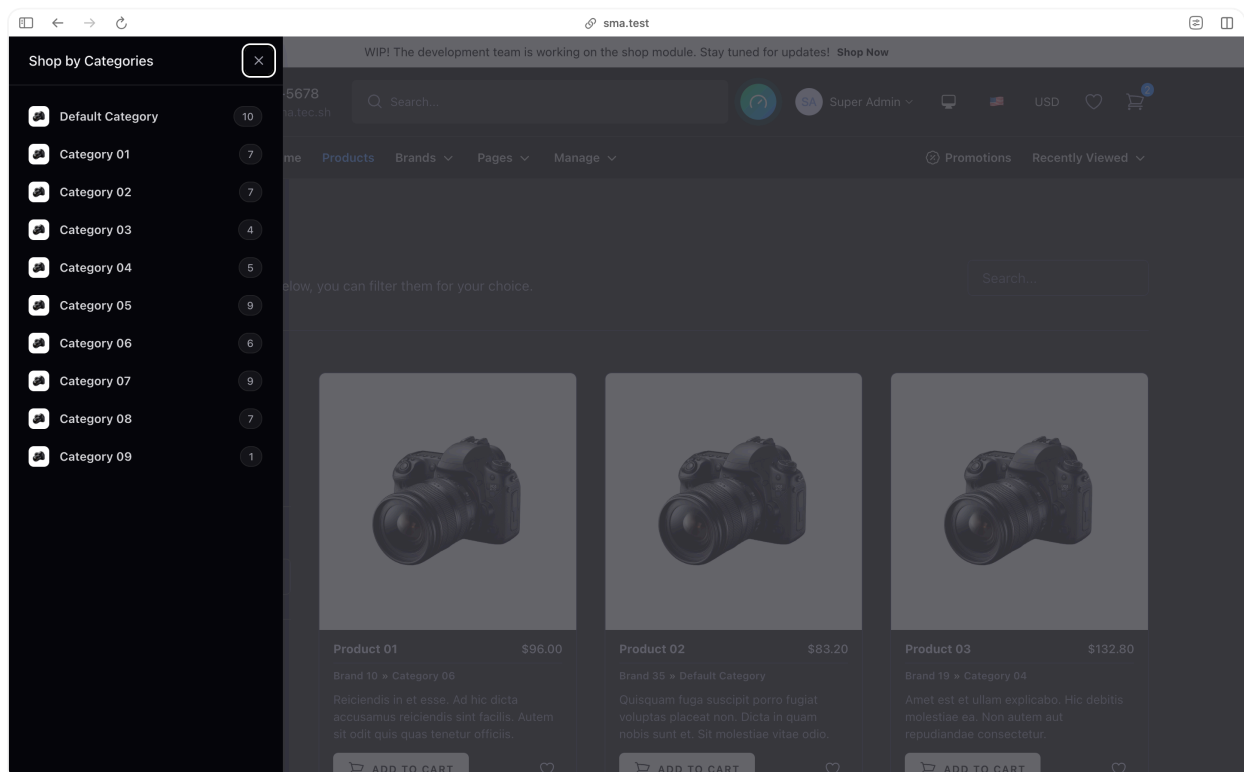 sma.test
WIP! The development team is working on the shop module. Stay tuned for updates! Shop Now
Shop by Categories
Default Category 10
Category 01 7
Category 02 7
Category 03 4
Category 04 5
Category 05 9
Category 06 6
Category 07 9
Category 08 7
Category 09 1
-5678
Search...
SA Super Admin
USD
2
Products Brands Pages Manage
Promotions Recently Viewed
elow, you can filter them for your choice.
Search...
Product 01 $96.00
Brand 10 » Category 06
Reiciendis in et esse. Ad hic dicta
accusamus reiciendis sint facilis. Autem
sit odit quis quas tenetur officiis.
ADD TO CART
Product 02 $83.20
Brand 35 » Default Category
Quisquam fuga suscipit porro fugiat
voluptas placeat non. Dicta in quam
nobis sunt et. Sit molestiae vitae odio.
ADD TO CART
Product 03 $132.80
Brand 19 » Category 04
Amet est et ullam explicabo. Hic debitis
molestiae ea. Non autem aut
repudiandae consectetur.
ADD TO CART